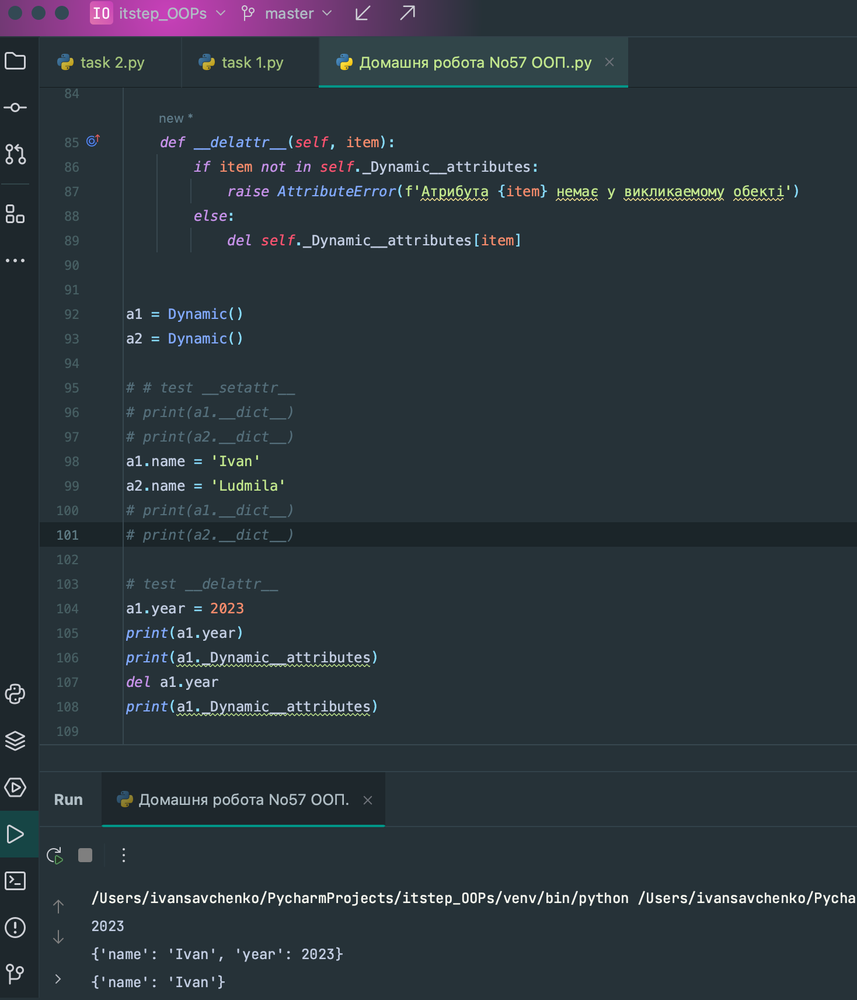 IO itstep_OOPs master
task 2.py task 1.py Домашня робота No57 ООП..py
84
new *
85 def __delattr__(self, item):
86 if item not in self._Dynamic__attributes:
87 raise AttributeError(f'Атрибута {item} немає у викликаемому обекті')
88 else:
89 del self._Dynamic__attributes[item]
90
91
92 a1 = Dynamic()
93 a2 = Dynamic()
94
95 # # test __setattr__
96 # print(a1.__dict__)
97 # print(a2.__dict__)
98 a1.name = 'Ivan'
99 a2.name = 'Ludmila'
100 # print(a1.__dict__)
101 # print(a2.__dict__)
102
103 # test __delattr__
104 a1.year = 2023
105 print(a1.year)
106 print(a1._Dynamic__attributes)
107 del a1.year
108 print(a1._Dynamic__attributes)
109
Run Домашня робота No57 ООП.
/Users/ivansavchenko/PycharmProjects/itstep_OOPs/venv/bin/python /Users/ivansavchenko/Pycha
2023
{'name': 'Ivan', 'year': 2023}
{'name': 'Ivan'}